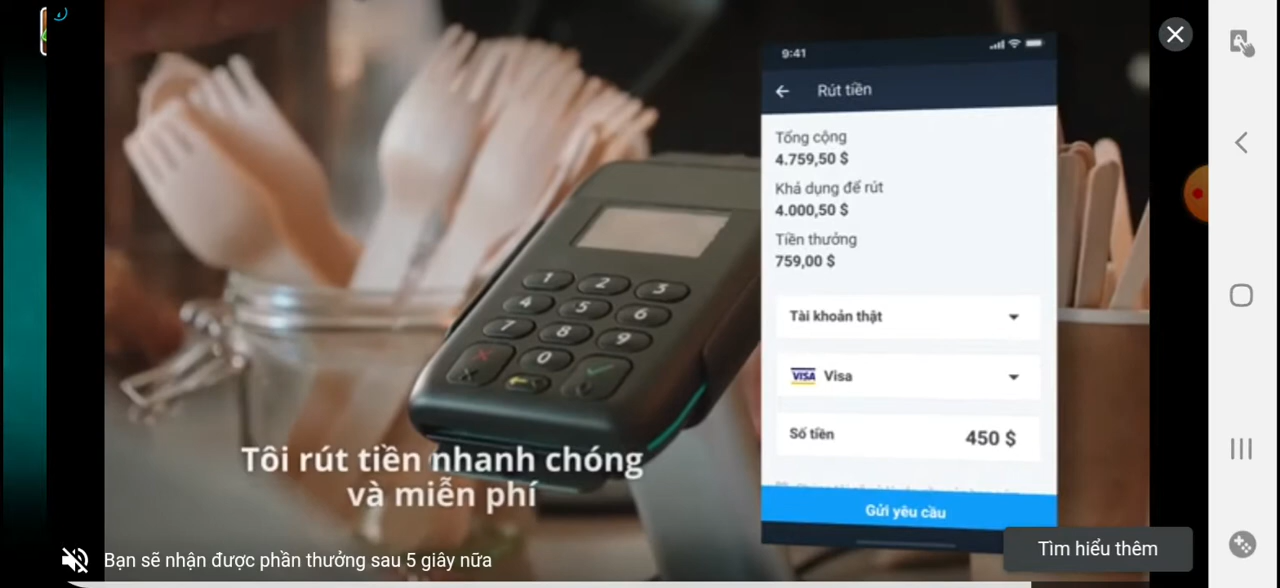 9:41
Rút tiền
Tổng cộng
4.759,50 $
Khả dụng để rút
4.000,50 $
Tiền thưởng
759,00 $
Tài khoản thật
VISA Visa
Số tiền
450 $
Gửi yêu cầu
1 2 3
4 5 6
7 8 9
0
Tôi rút tiền nhanh chóng
và miễn phí
Bạn sẽ nhận được phần thưởng sau 5 giây nữa
Tìm hiểu thêm